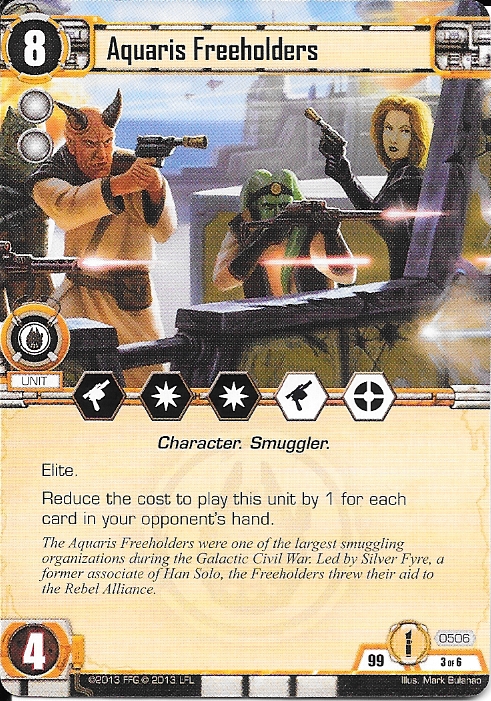 8
Aquaris Freeholders
UNIT
Character. Smuggler.
Elite.
Reduce the cost to play this unit by 1 for each
card in your opponent's hand.
The Aquaris Freeholders were one of the largest smuggling
organizations during the Galactic Civil War. Led by Silver Fyre, a
former associate of Han Solo, the Freeholders threw their aid to
the Rebel Alliance.
4
0506
99
3 OF 6
©2013 FFG © 2013 LFL
Illus. Mark Bulahao